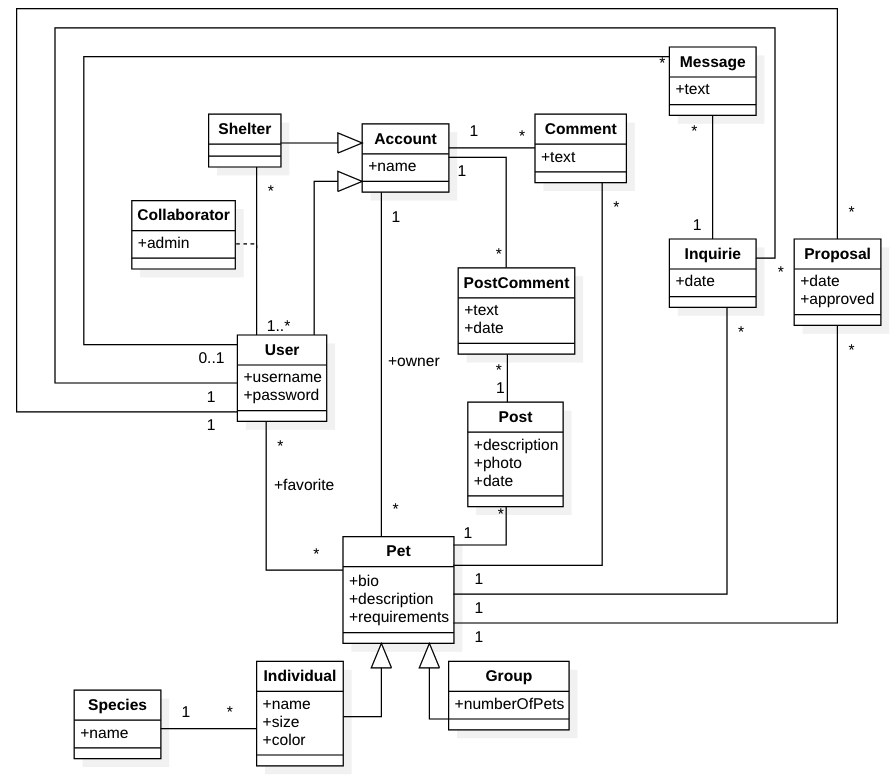 Message
*
+text
Shelter
Account
+name
1
*
Comment
+text
1
*
*
Collaborator
+admin
1
*
1
*
*
Inquirie
+date
*
Proposal
+date
+approved
*
PostComment
+text
+date
1..*
0..1
User
+username
+password
1
1
*
+owner
*
*
1
Post
+description
+photo
+date
*
+favorite
*
*
1
*
Pet
+bio
+description
+requirements
1
1
1
Individual
+name
+size
+color
Group
+numberOfPets
Species
+name
1
*